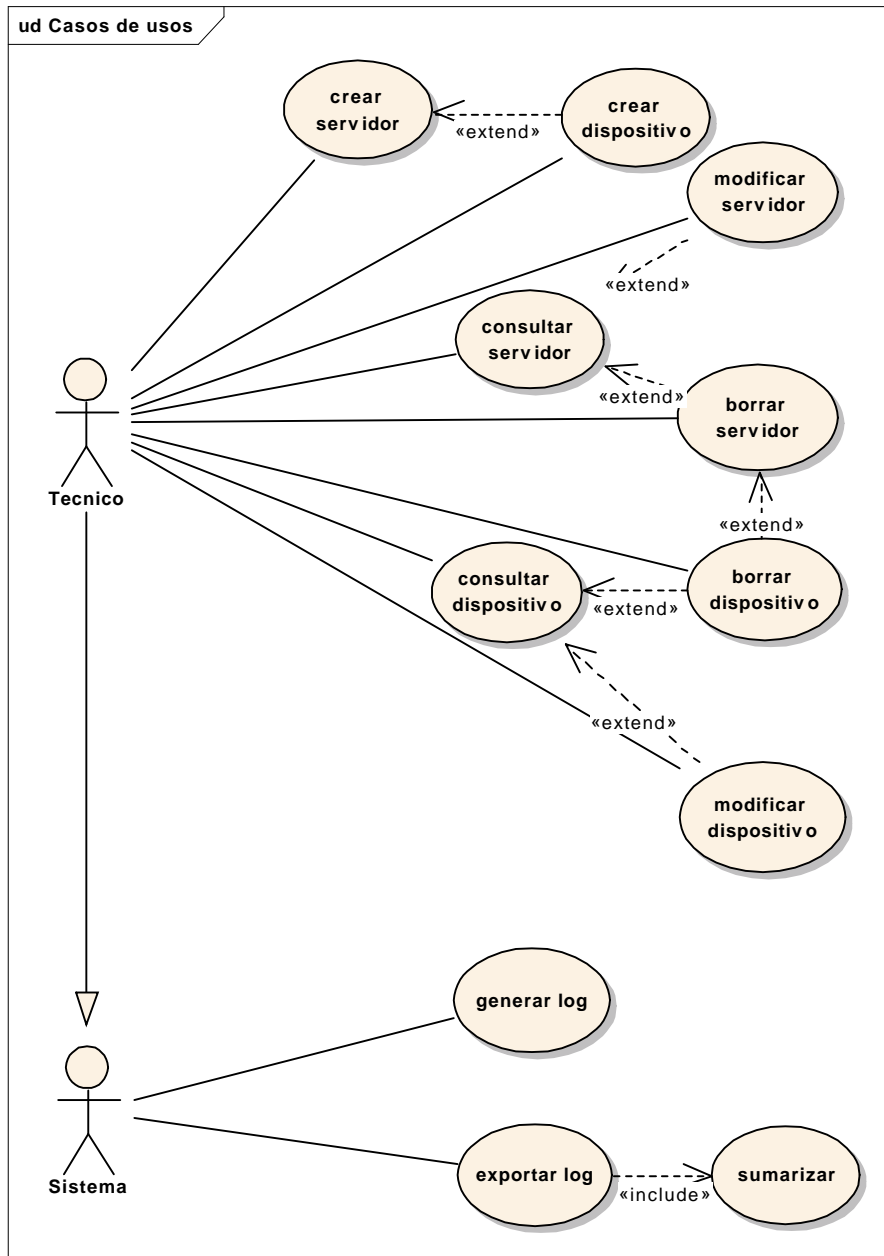 ud Casos de usos
crear
servidor
«extend»
crear
dispositivo
modificar
servidor
«extend»
consultar
servidor
«extend»
borrar
servidor
Tecnico
«extend»
consultar
dispositivo
«extend»
borrar
dispositivo
«extend»
modificar
dispositivo
generar log
Sistema
exportar log
«include»
sumarizar